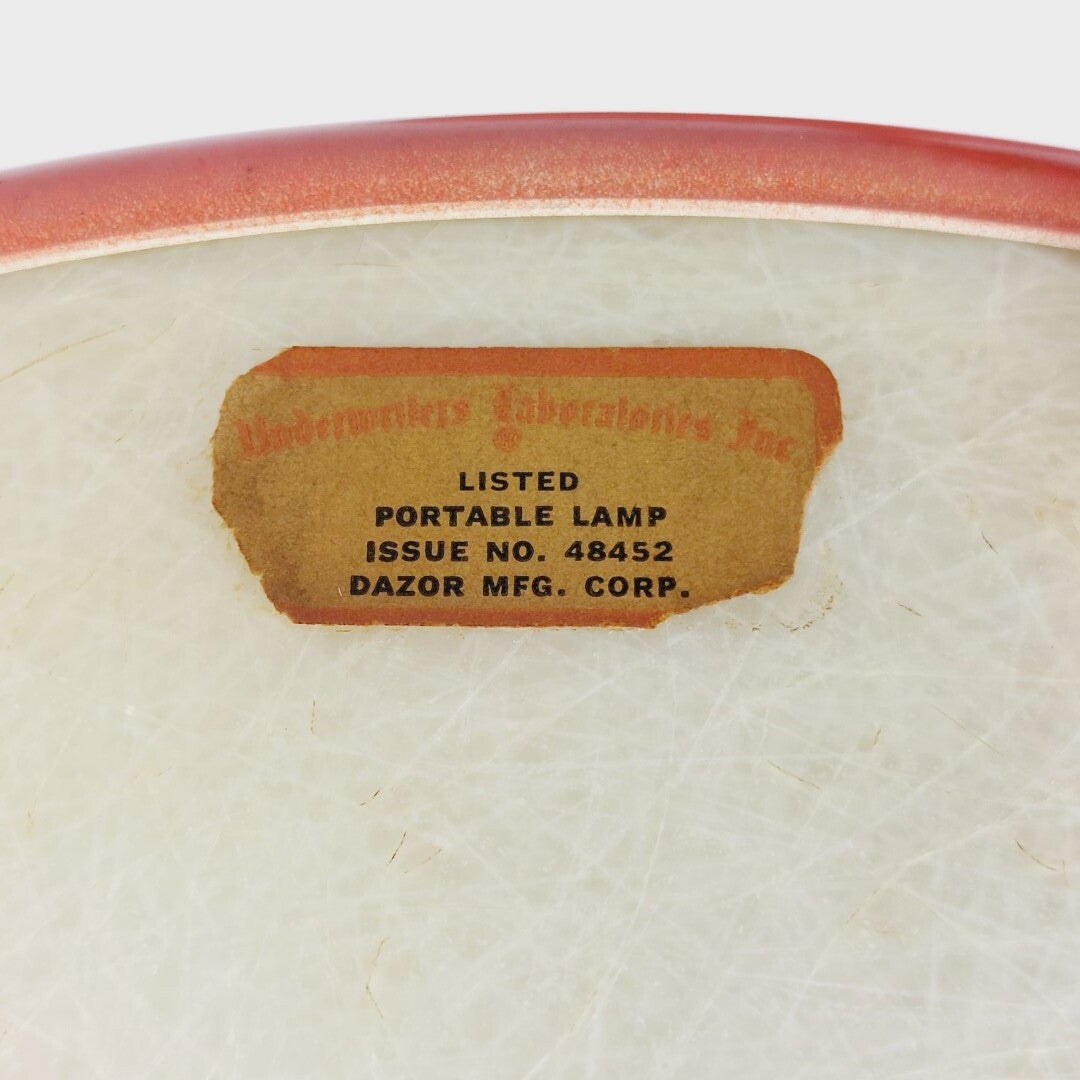 Underwriters Laboratories Inc.
®
LISTED
PORTABLE LAMP
ISSUE NO. 48452
DAZOR MFG. CORP.